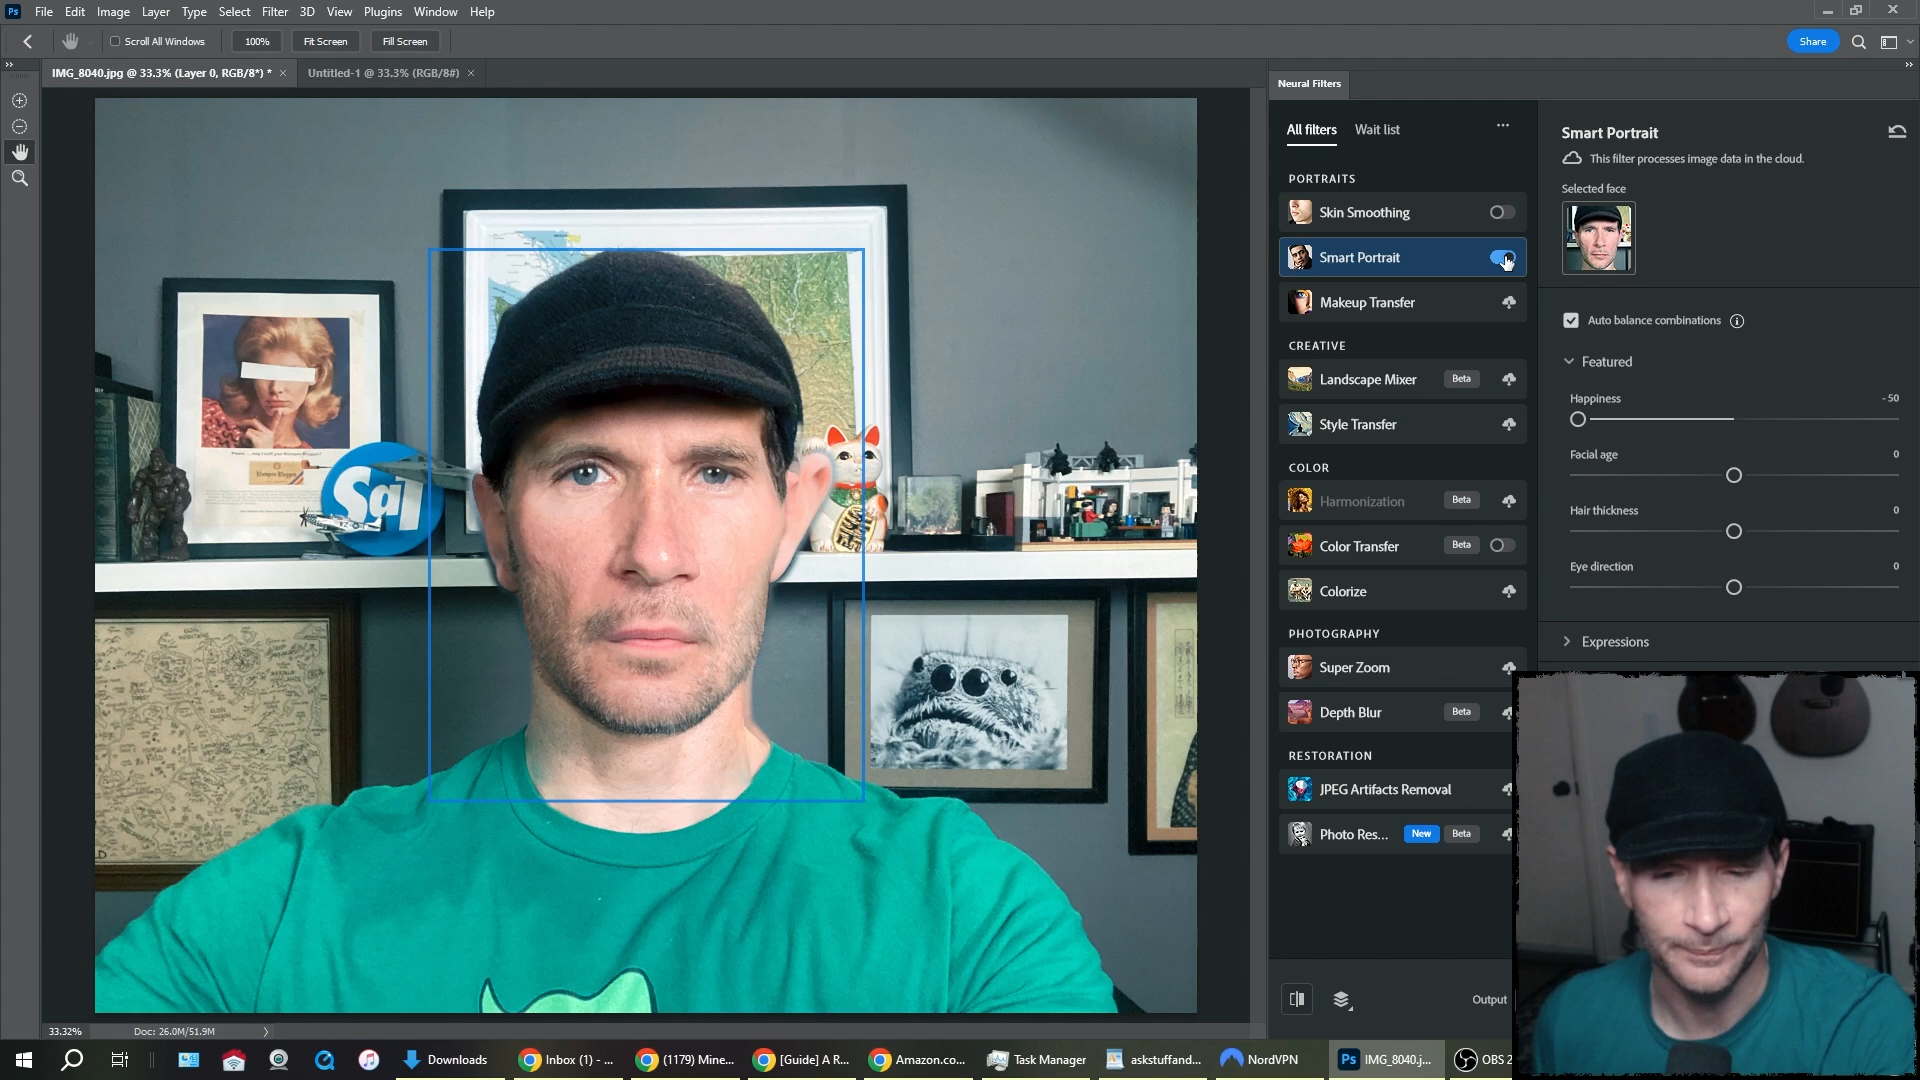 Ps File Edit Image Layer Type Select Filter 3D View Plugins Window Help
Scroll All Windows 100% Fit Screen Fill Screen Share
IMG_8040.jpg @ 33.3% (Layer 0, RGB/8*) * × Untitled-1 @ 33.3% (RGB/8#) ×
Neural Filters
All filters Wait list
PORTRAITS
Skin Smoothing
Smart Portrait
Makeup Transfer
CREATIVE
Landscape Mixer Beta
Style Transfer
COLOR
Harmonization Beta
Color Transfer Beta
Colorize
PHOTOGRAPHY
Super Zoom
Depth Blur Beta
RESTORATION
JPEG Artifacts Removal
Photo Res... New Beta
Output
Smart Portrait
This filter processes image data in the cloud.
Selected face
Auto balance combinations
Featured
Happiness -50
Facial age 0
Hair thickness 0
Eye direction 0
Expressions
Sai
33.32% Doc: 26.0M/51.9M
Downloads Inbox (1) - ... (1179) Mine... [Guide] A R... Amazon.co... Task Manager askstuffand... NordVPN Ps IMG_8040.j... OBS 2